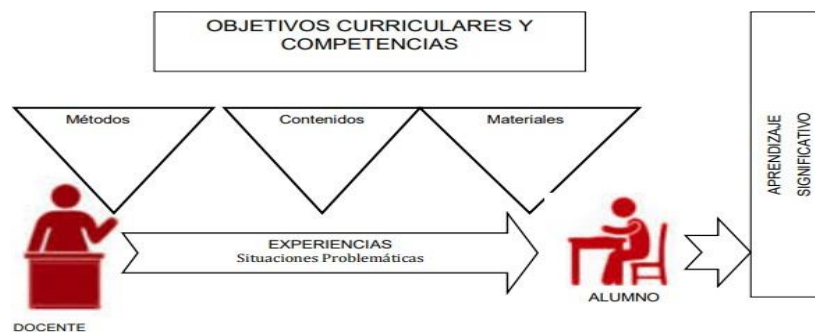 OBJETIVOS CURRICULARES Y
COMPETENCIAS
Métodos
Contenidos
Materiales
EXPERIENCIAS
Situaciones Problemáticas
DOCENTE
ALUMNO
APRENDIZAJE
SIGNIFICATIVO